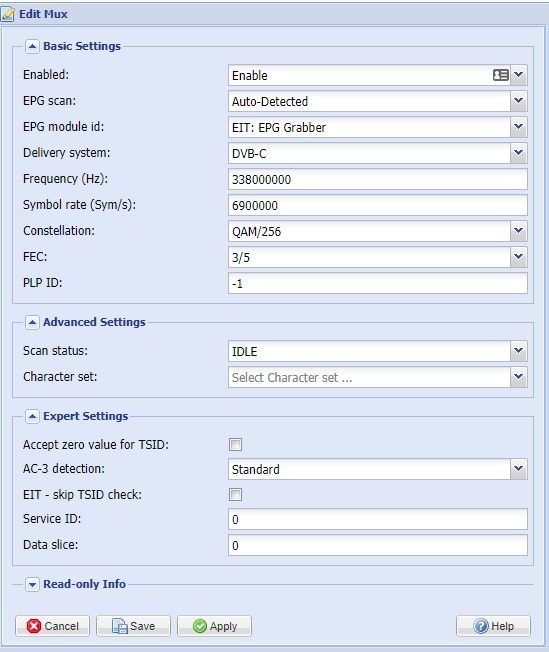 Edit Mux
Basic Settings
Enabled: Enable
EPG scan: Auto-Detected
EPG module id: EIT: EPG Grabber
Delivery system: DVB-C
Frequency (Hz): 338000000
Symbol rate (Sym/s): 6900000
Constellation: QAM/256
FEC: 3/5
PLP ID: -1
Advanced Settings
Scan status: IDLE
Character set: Select Character set ...
Expert Settings
Accept zero value for TSID:
AC-3 detection: Standard
EIT - skip TSID check:
Service ID: 0
Data slice: 0
Read-only Info
Cancel Save Apply Help